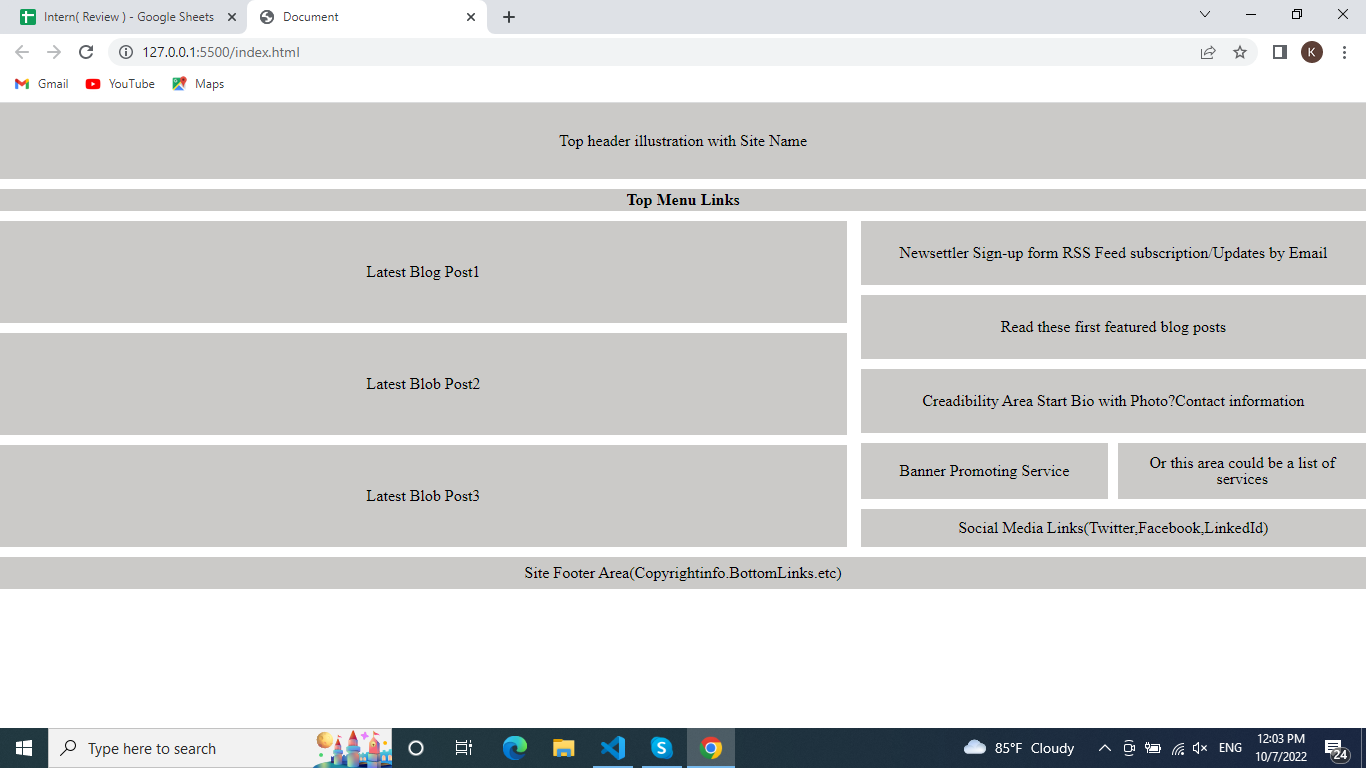 Intern( Review ) - Google Sheets
Document
127.0.0.1:5500/index.html
K
Gmail
YouTube
Maps
Top header illustration with Site Name
Top Menu Links
Latest Blog Post1
Latest Blob Post2
Latest Blob Post3
Newsettler Sign-up form RSS Feed subscription/Updates by Email
Read these first featured blog posts
Creadibility Area Start Bio with Photo?Contact information
Banner Promoting Service
Or this area could be a list of
services
Social Media Links(Twitter,Facebook,LinkedId)
Site Footer Area(Copyrightinfo.BottomLinks.etc)
Type here to search
85°F Cloudy
ENG
12:03 PM
10/7/2022
24